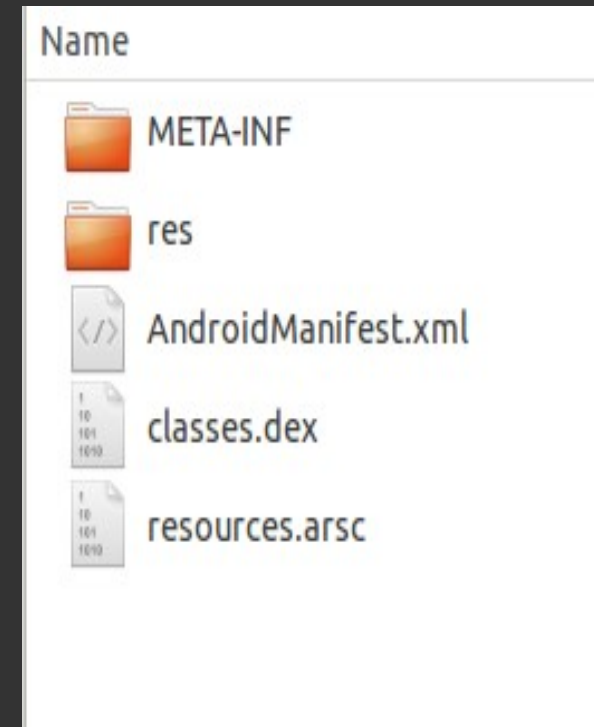 Name
META-INF
res
AndroidManifest.xml
classes.dex
resources.arsc